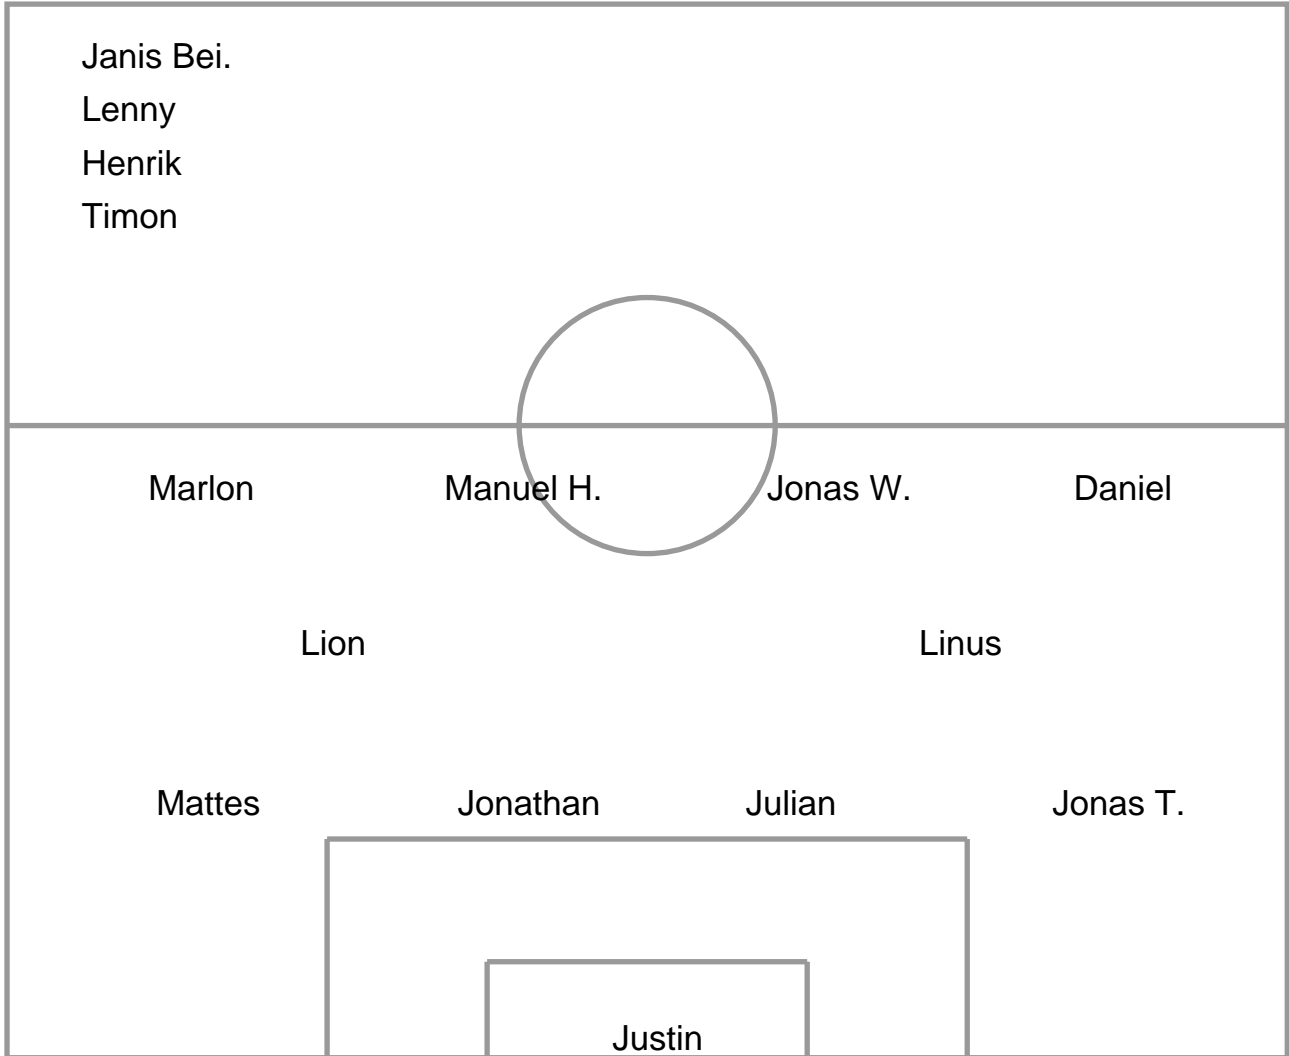 Janis Bei.
Lenny
Henrik
Timon
Marlon Manuel H. Jonas W. Daniel
Lion Linus
Mattes Jonathan Julian Jonas T.
Justin